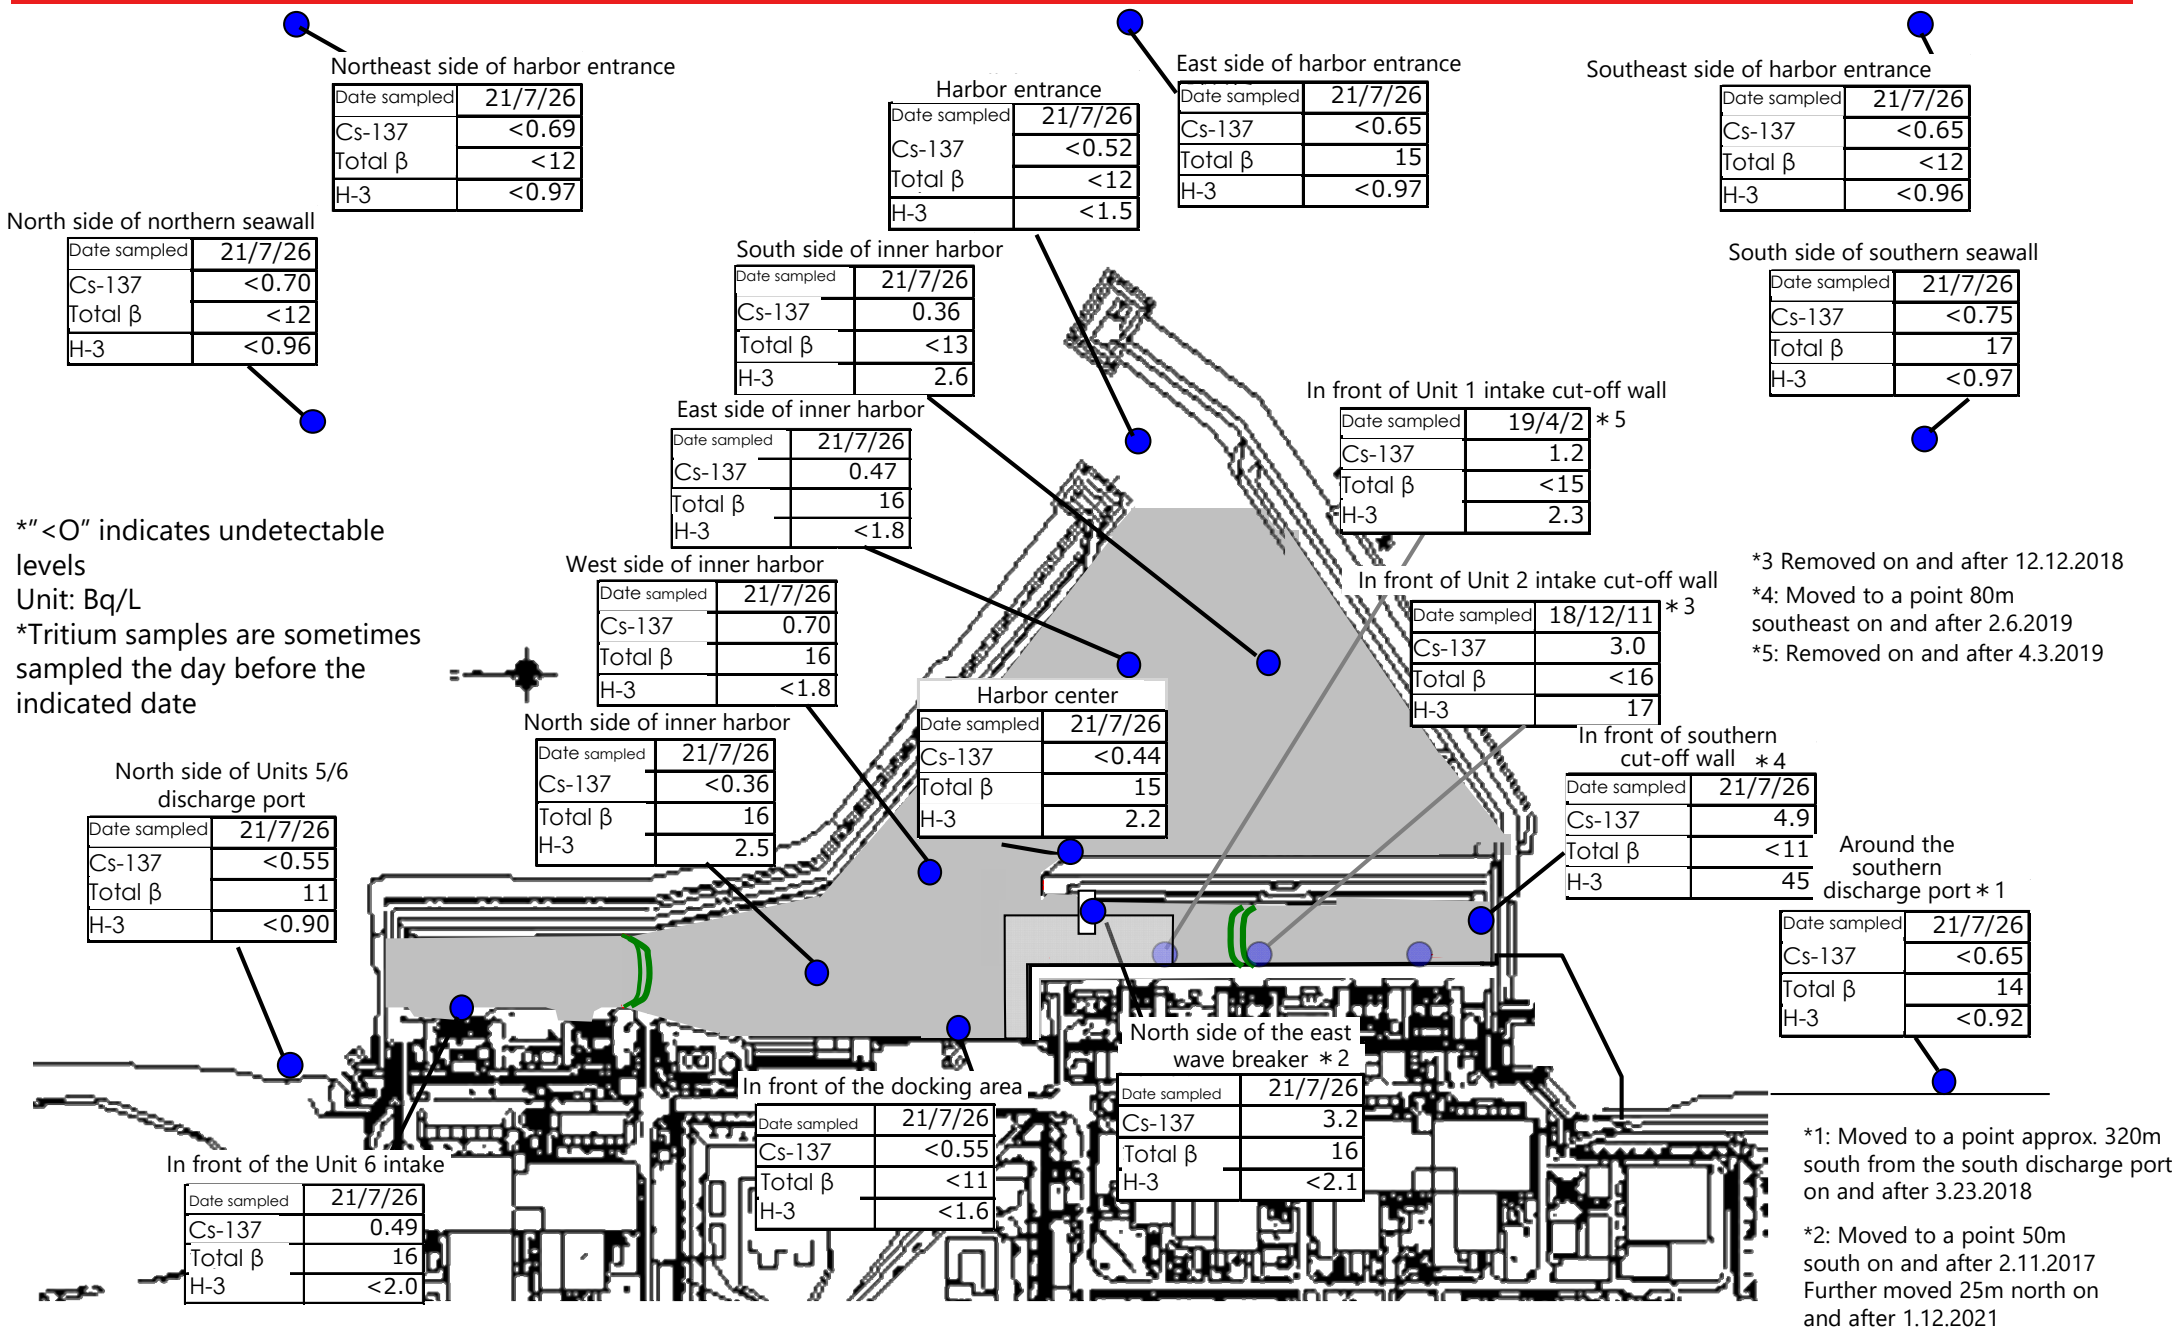 Northeast side of harbor entrance
Date sampled 21/7/26
Cs-137 <0.69
Total β <12
H-3 <0.97
Harbor entrance
Date sampled 21/7/26
Cs-137 <0.52
Total β <12
H-3 <1.5
East side of harbor entrance
Date sampled 21/7/26
Cs-137 <0.65
Total β 15
H-3 <0.97
Southeast side of harbor entrance
Date sampled 21/7/26
Cs-137 <0.65
Total β <12
H-3 <0.96
North side of northern seawall
Date sampled 21/7/26
Cs-137 <0.70
Total β <12
H-3 <0.96
South side of inner harbor
Date sampled 21/7/26
Cs-137 0.36
Total β <13
H-3 2.6
South side of southern seawall
Date sampled 21/7/26
Cs-137 <0.75
Total β 17
H-3 <0.97
East side of inner harbor
Date sampled 21/7/26
Cs-137 0.47
Total β 16
H-3 <1.8
In front of Unit 1 intake cut-off wall
Date sampled 19/4/2 *5
Cs-137 1.2
Total β <15
H-3 2.3
*"<O" indicates undetectable
levels
Unit: Bq/L
*Tritium samples are sometimes
sampled the day before the
indicated date
West side of inner harbor
Date sampled 21/7/26
Cs-137 0.70
Total β 16
H-3 <1.8
In front of Unit 2 intake cut-off wall
Date sampled 18/12/11 *3
Cs-137 3.0
Total β <16
H-3 17
*3 Removed on and after 12.12.2018
*4: Moved to a point 80m
southeast on and after 2.6.2019
*5: Removed on and after 4.3.2019
North side of inner harbor
Date sampled 21/7/26
Cs-137 <0.36
Total β 16
H-3 2.5
Harbor center
Date sampled 21/7/26
Cs-137 <0.44
Total β 15
H-3 2.2
In front of southern
cut-off wall *4
Date sampled 21/7/26
Cs-137 4.9
Total β <11
H-3 45
North side of Units 5/6
discharge port
Date sampled 21/7/26
Cs-137 <0.55
Total β 11
H-3 <0.90
Around the
southern
discharge port *1
Date sampled 21/7/26
Cs-137 <0.65
Total β 14
H-3 <0.92
North side of the east
wave breaker *2
Date sampled 21/7/26
Cs-137 3.2
Total β 16
H-3 <2.1
In front of the docking area
Date sampled 21/7/26
Cs-137 <0.55
Total β <11
H-3 <1.6
In front of the Unit 6 intake
Date sampled 21/7/26
Cs-137 0.49
Total β 16
H-3 <2.0
*1: Moved to a point approx. 320m
south from the south discharge port
on and after 3.23.2018
*2: Moved to a point 50m
south on and after 2.11.2017
Further moved 25m north on
and after 1.12.2021